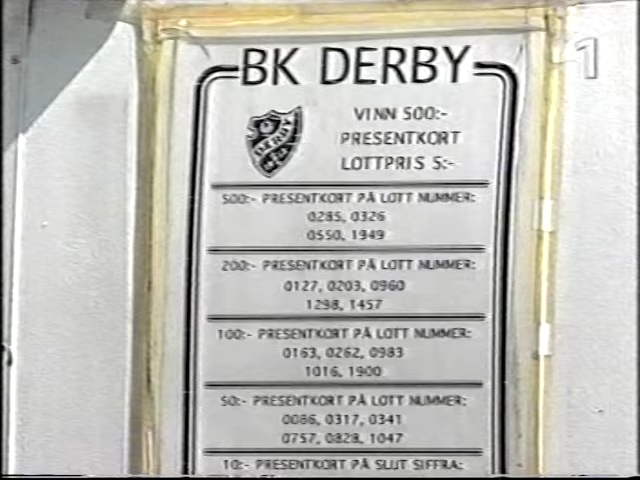 1
BK DERBY
DERBY
VINN 500:-
PRESENTKORT
LOTTPRIS 5:-
500:- PRESENTKORT PÅ LOTT NUMMER:
0285, 0326
0550, 1949
200:- PRESENTKORT PÅ LOTT NUMMER:
0127, 0203, 0960
1298, 1457
100:- PRESENTKORT PÅ LOTT NUMMER:
0163, 0262, 0983
1016, 1900
50:- PRESENTKORT PÅ LOTT NUMMER:
0086, 0317, 0341
0757, 0828, 1047
10:- PRESENTKORT PÅ SLUT SIFFRA: